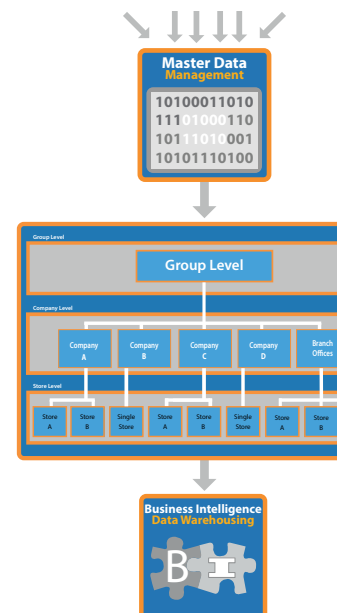 Master Data
Management
10100011010
11101000110
10111010001
10101110100
Group Level
Group Level
Company Level
Company
A
Company
B
Company
C
Company
D
Branch
Offices
Store Level
Store
A
Store
B
Single
Store
Store
A
Store
B
Single
Store
Store
A
Store
B
Business Intelligence
Data Warehousing
B I